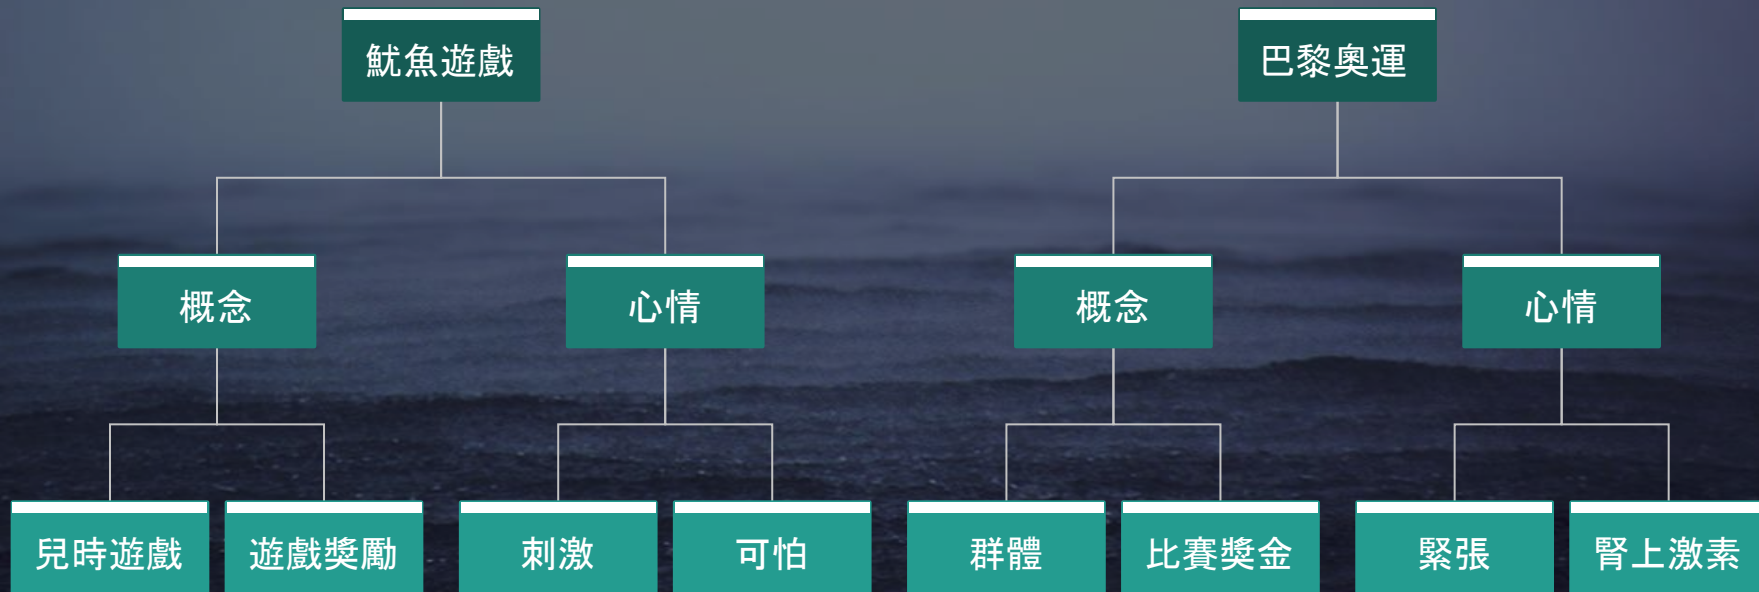 魷魚遊戲
巴黎奧運
概念
心情
概念
心情
兒時遊戲
遊戲獎勵
刺激
可怕
群體
比賽獎金
緊張
腎上激素